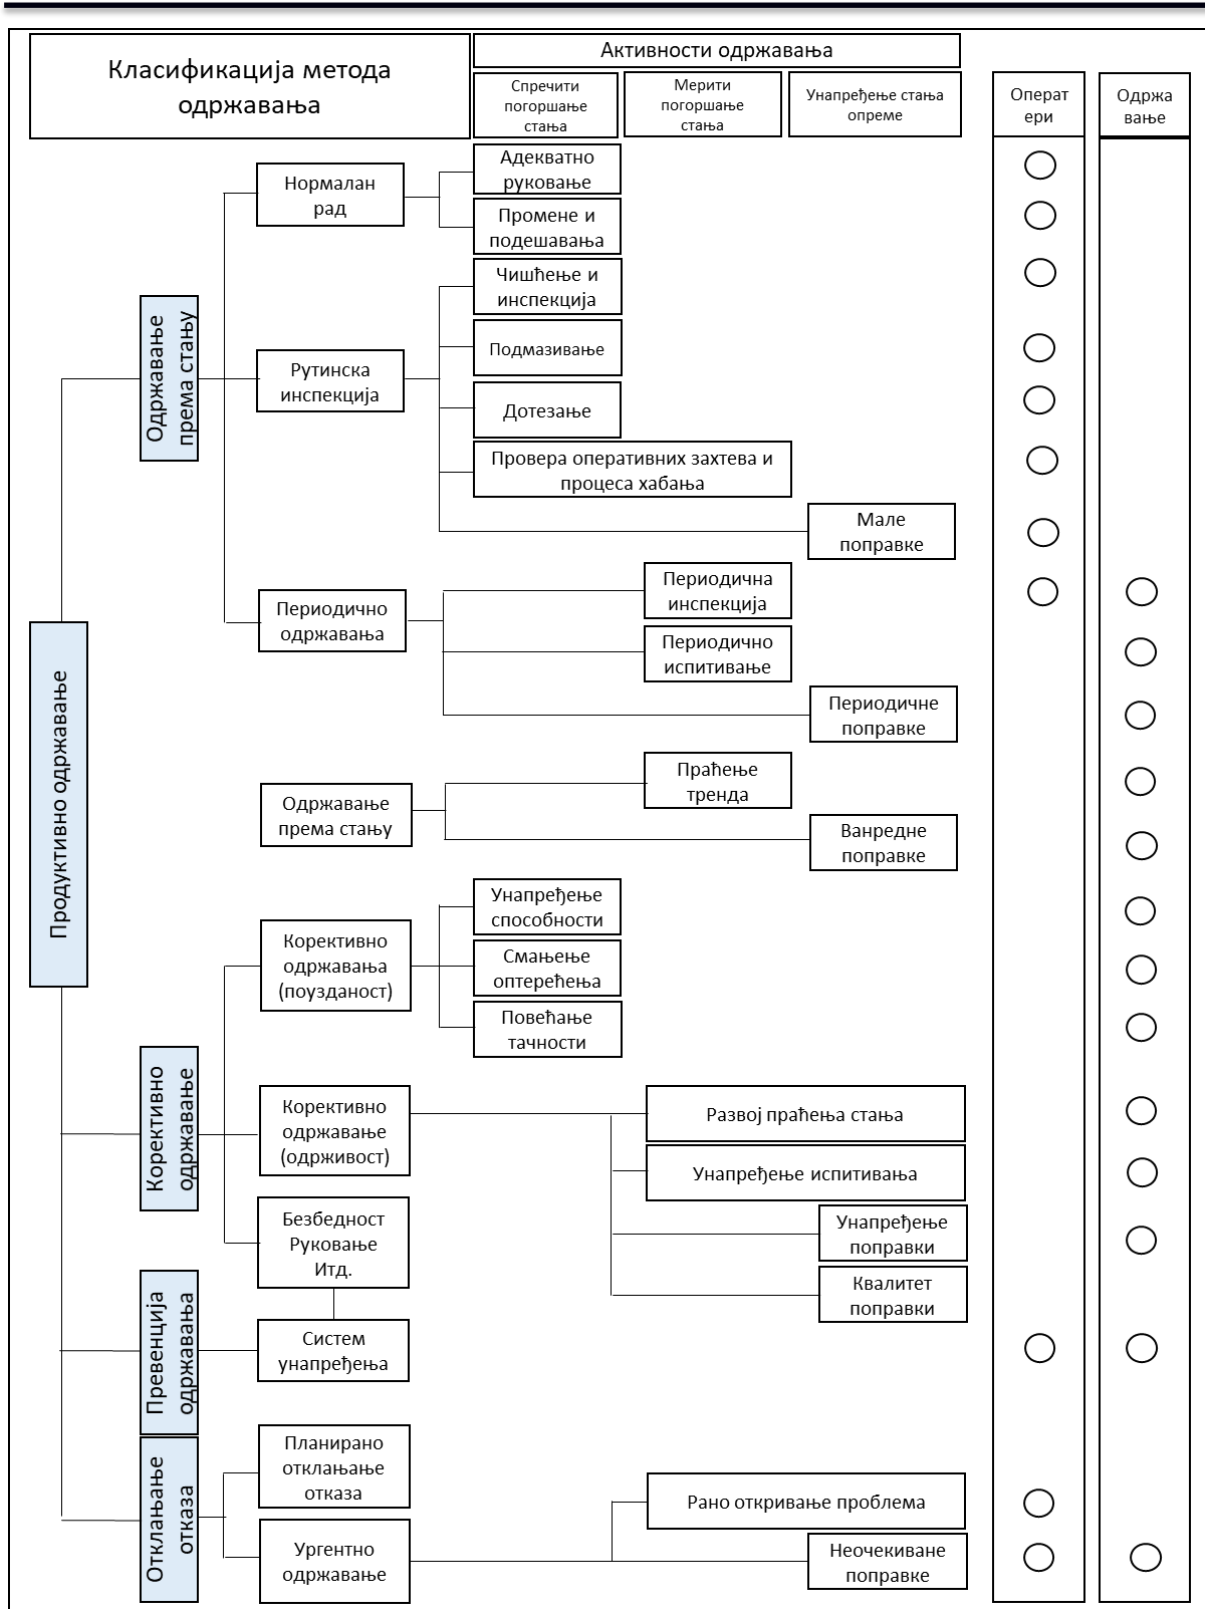 Класификација метода
одржавања
Активности одржавања
Спречити
погоршање
стања
Мерити
погоршање
стања
Унапређење стања
опреме
Операт
ери
Одржа
вање
Продуктивно одржавање
Одржавање
према стању
Нормалан
рад
Адекватно
руковање
Промене и
подешавања
Рутинска
инспекција
Чишћење и
инспекција
Подмазивање
Дотезање
Провера оперативних захтева и
процеса хабања
Мале
поправке
Периодично
одржавања
Периодична
инспекција
Периодично
испитивање
Периодичне
поправке
Одржавање
према стању
Праћење
тренда
Ванредне
поправке
Корективно
одржавање
Корективно
одржавања
(поузданост)
Унапређење
способности
Смањење
оптерећења
Повећање
тачности
Корективно
одржавање
(одрживост)
Развој праћења стања
Унапређење испитивања
Унапређење
поправки
Квалитет
поправки
Безбедност
Руковање
Итд.
Превенција
одржавања
Систем
унапређења
Отклањање
отказа
Планирано
отклањање
отказа
Ургентно
одржавање
Рано откривање проблема
Неочекиване
поправке